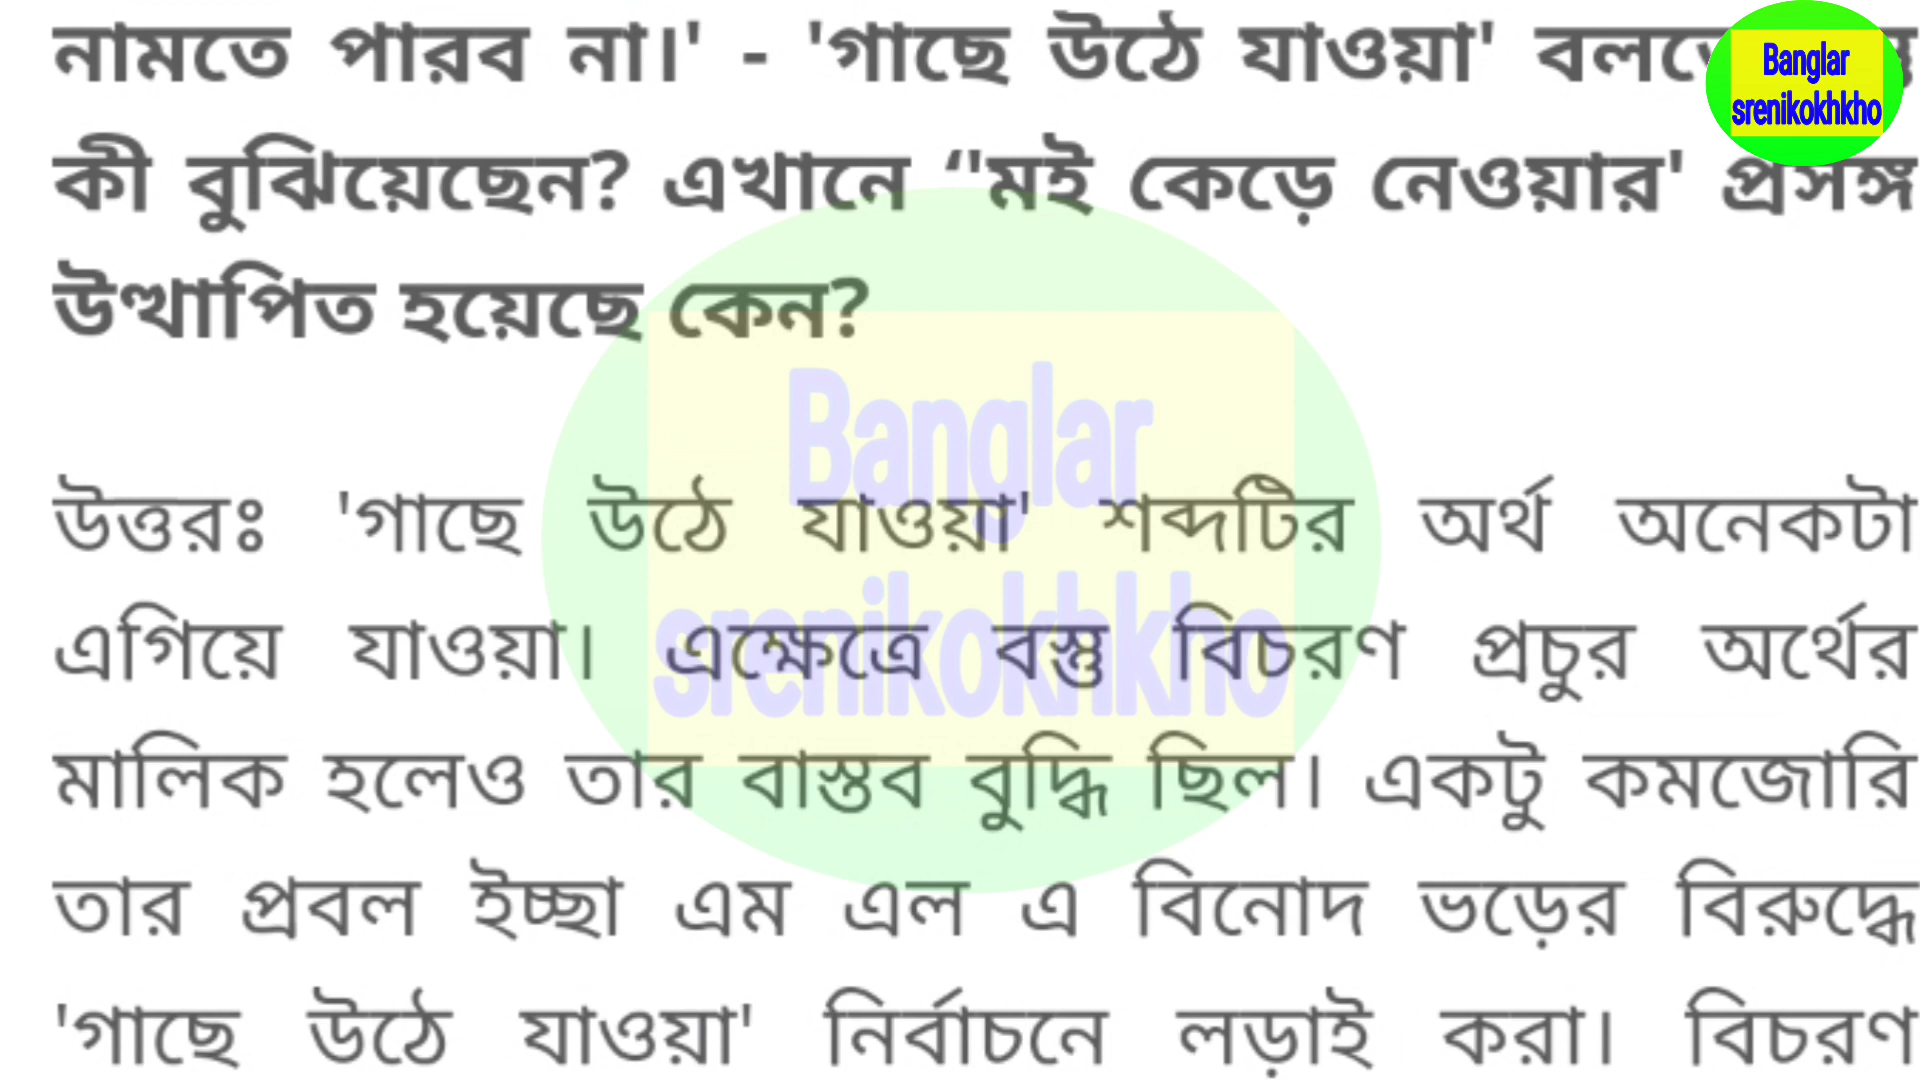 নামতে পারব না।' - 'গাছে উঠে যাওয়া'
কী বুঝিয়েছেন? এখানে ‘'মই কেড়ে নেওয়ার' প্রসঙ্গ
উত্থাপিত হয়েছে কেন?
উত্তরঃ 'গাছে উঠে যাওয়া' শব্দটির অর্থ অনেকটা
এগিয়ে যাওয়া। এক্ষেত্রে বস্তু বিচরণ প্রচুর অর্থের
মালিক হলেও তার বাস্তব বুদ্ধি ছিল। একটু কমজোরি
তার প্রবল ইচ্ছা এম এল এ বিনোদ ভড়ের বিরুদ্ধে
'গাছে উঠে যাওয়া' নির্বাচনে লড়াই করা। বিচরণ
Banglar
srenikokhkho
Banglar
srenikokhkho